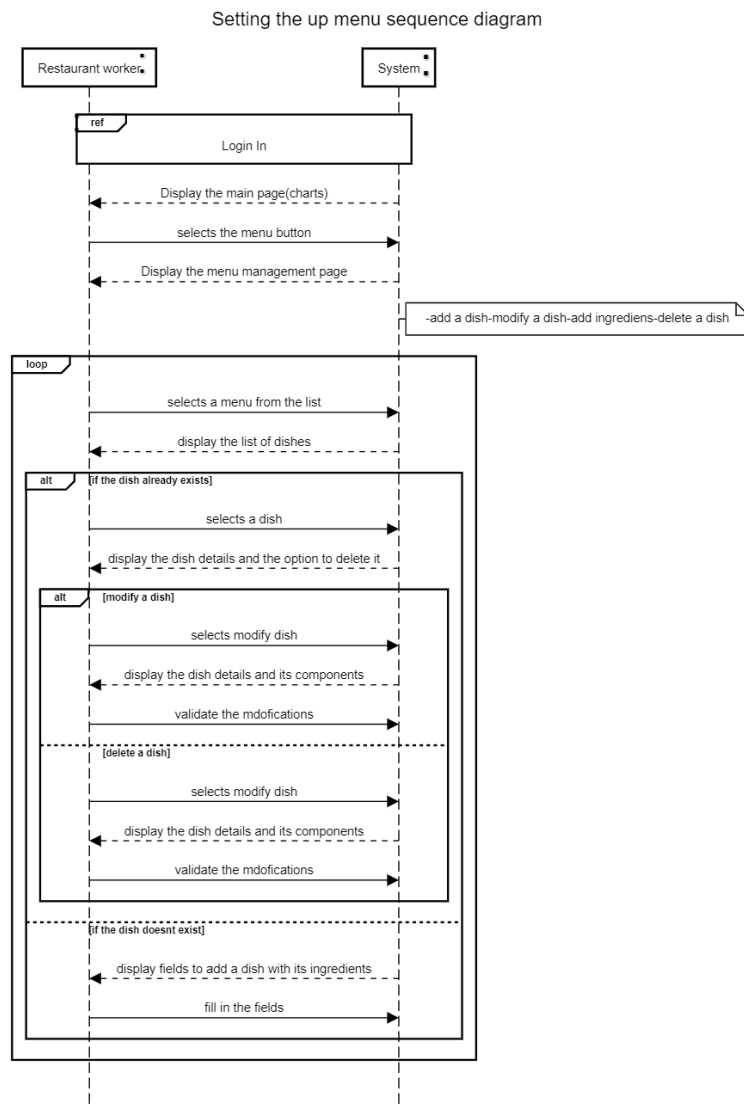 Setting the up menu sequence diagram
Restaurant worker
System
ref
Login In
Display the main page(charts)
selects the menu button
Display the menu management page
-add a dish-modify a dish-add ingrediens-delete a dish
loop
selects a menu from the list
display the list of dishes
alt
[if the dish already exists]
selects a dish
display the dish details and the option to delete it
alt
[modify a dish]
selects modify dish
display the dish details and its components
validate the mdofications
[delete a dish]
selects modify dish
display the dish details and its components
validate the mdofications
[if the dish doesnt exist]
display fields to add a dish with its ingredients
fill in the fields